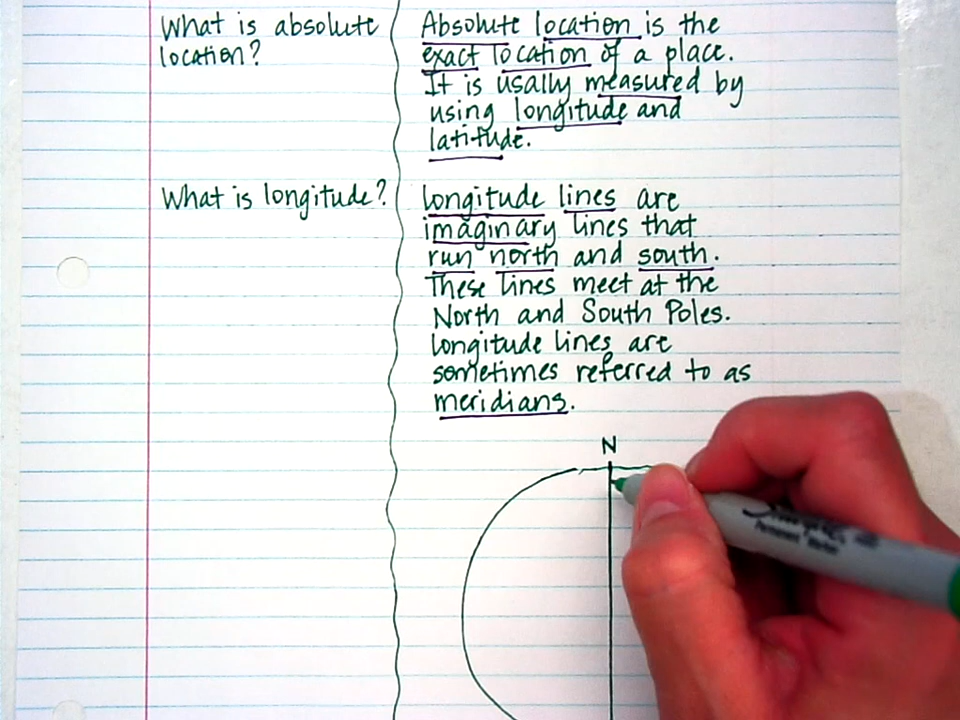 What is absolute
location?
Absolute location is the
exact location of a place.
It is usally measured by
using longitude and
latitude.
What is longitude?
Longitude lines are
imaginary lines that
run north and south.
These lines meet at the
North and South Poles.
Longitude lines are
sometimes referred to as
meridians.
N
Sharpie
Permanent Marker